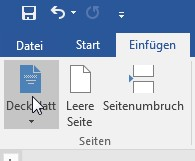 Datei Start Einfügen
Deckblatt Leere Seitenumbruch
Seite
Seiten